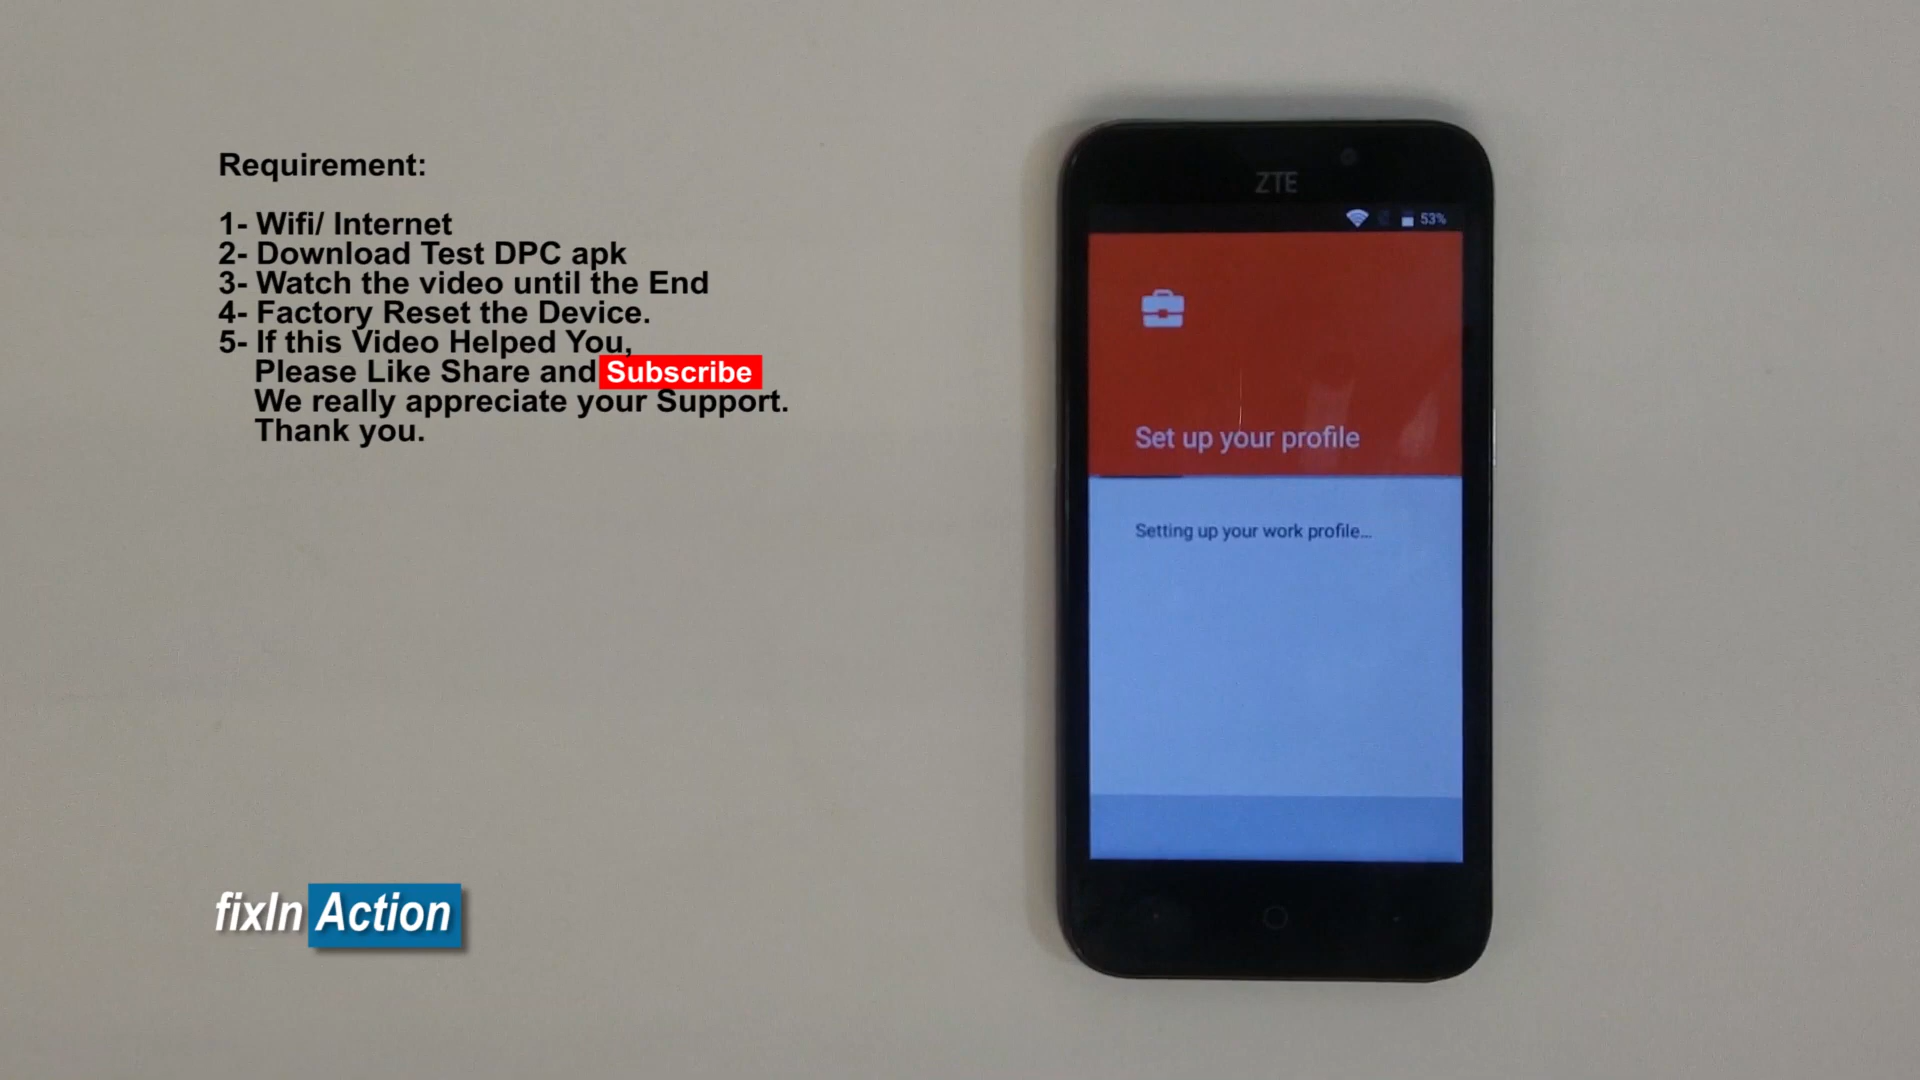 Requirement:
1- Wifi/ Internet
2- Download Test DPC apk
3- Watch the video until the End
4- Factory Reset the Device.
5- If this Video Helped You,
Please Like Share and Subscribe
We really appreciate your Support.
Thank you.
fixIn Action
ZTE
53%
Set up your profile
Setting up your work profile...